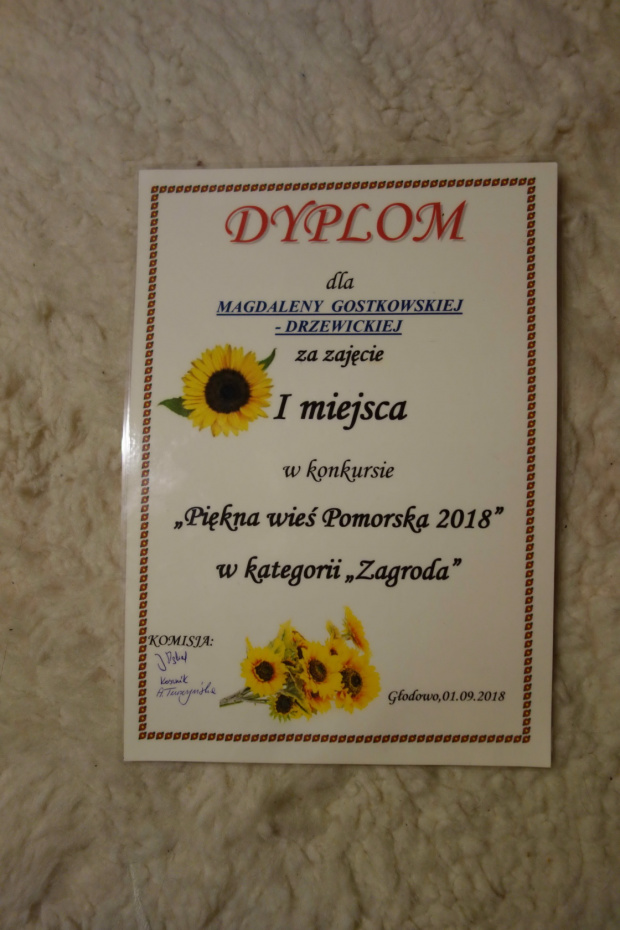 DYPLOM
dla
MAGDALENY GOSTKOWSKIEJ
- DRZEWICKIEJ
za zajęcie
I miejsca
w konkursie
„Piękna wieś Pomorska 2018”
w kategorii „Zagroda”
KOMISJA:
Głodowo,01.09.2018